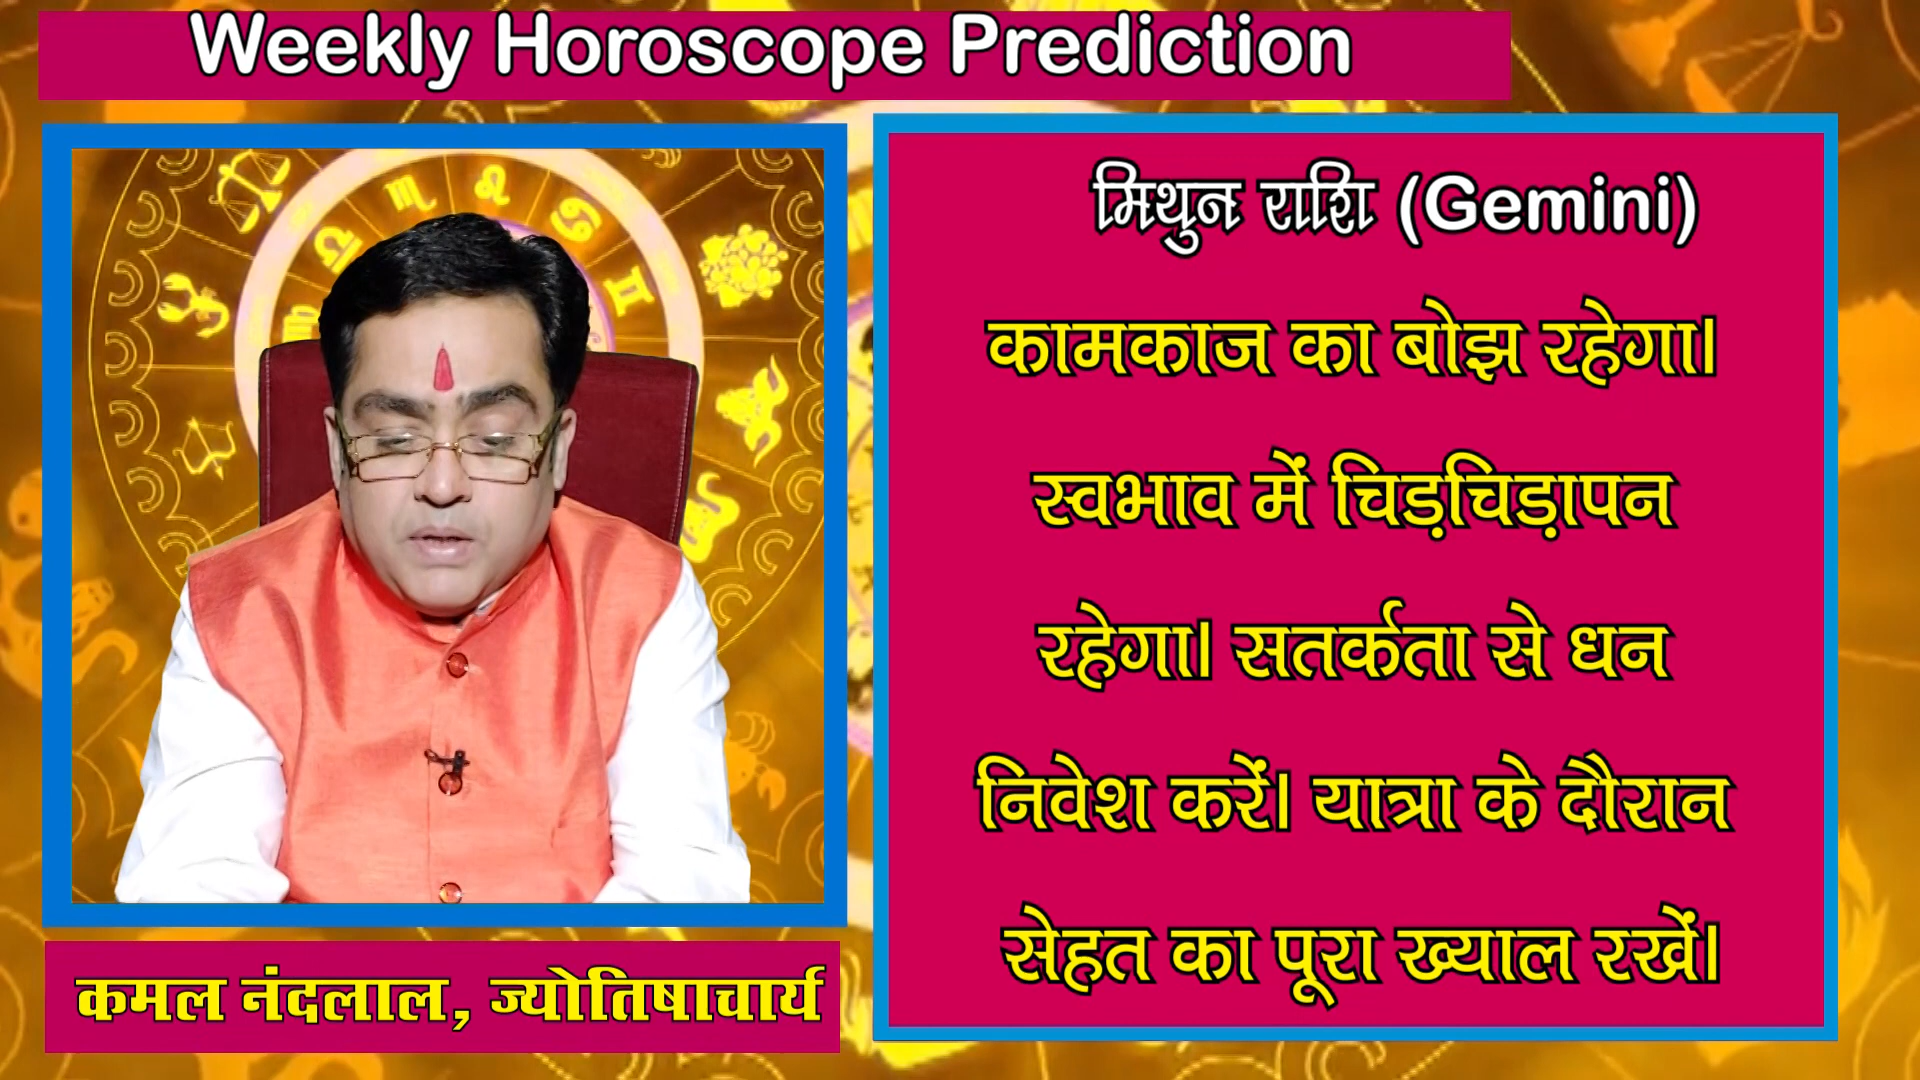 Weekly Horoscope Prediction
मिथुन राशि (Gemini)
कामकाज का बोझ रहेगा।
स्वभाव में चिड़चिड़ापन
रहेगा। सतर्कता से धन
निवेश करें। यात्रा के दौरान
सेहत का पूरा ख्याल रखें।
कमल नंदलाल, ज्योतिषाचार्य